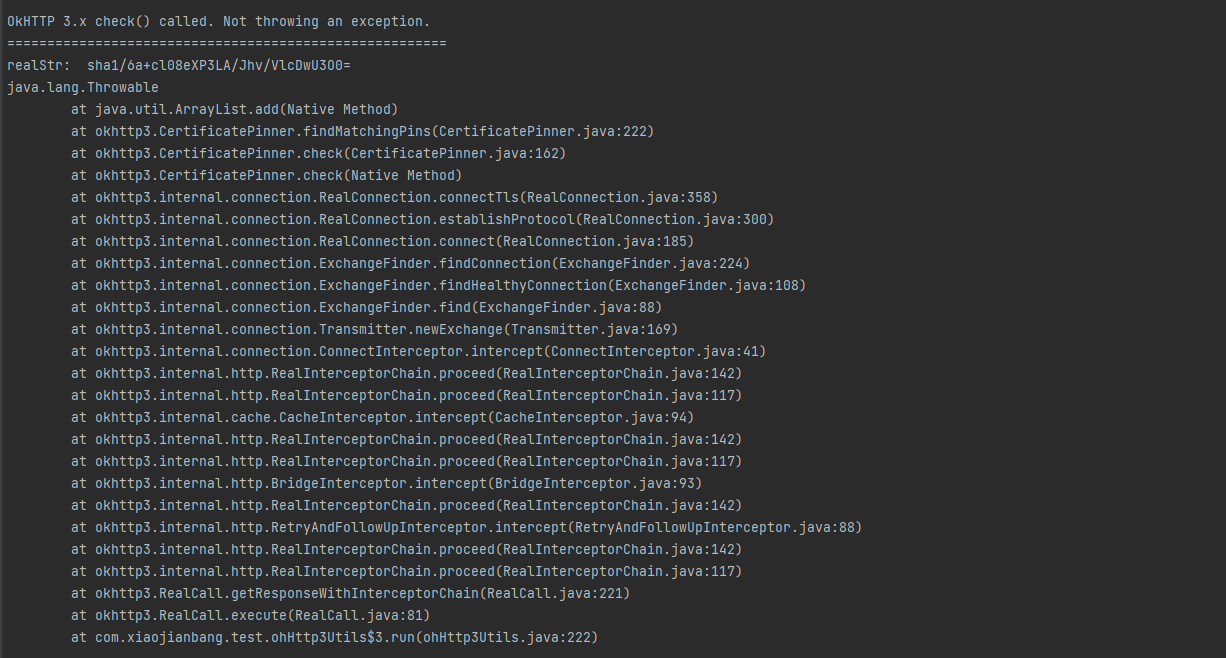 OkHTTP 3.x check() called. Not throwing an exception.
=======================================================
realStr:  sha1/6a+cl08eXP3LA/Jhv/VlcDwU3O0=
java.lang.Throwable
at java.util.ArrayList.add(Native Method)
at okhttp3.CertificatePinner.findMatchingPins(CertificatePinner.java:222)
at okhttp3.CertificatePinner.check(CertificatePinner.java:162)
at okhttp3.CertificatePinner.check(Native Method)
at okhttp3.internal.connection.RealConnection.connectTls(RealConnection.java:358)
at okhttp3.internal.connection.RealConnection.establishProtocol(RealConnection.java:300)
at okhttp3.internal.connection.RealConnection.connect(RealConnection.java:185)
at okhttp3.internal.connection.ExchangeFinder.findConnection(ExchangeFinder.java:224)
at okhttp3.internal.connection.ExchangeFinder.findHealthyConnection(ExchangeFinder.java:108)
at okhttp3.internal.connection.ExchangeFinder.find(ExchangeFinder.java:88)
at okhttp3.internal.connection.Transmitter.newExchange(Transmitter.java:169)
at okhttp3.internal.connection.ConnectInterceptor.intercept(ConnectInterceptor.java:41)
at okhttp3.internal.http.RealInterceptorChain.proceed(RealInterceptorChain.java:142)
at okhttp3.internal.http.RealInterceptorChain.proceed(RealInterceptorChain.java:117)
at okhttp3.internal.cache.CacheInterceptor.intercept(CacheInterceptor.java:94)
at okhttp3.internal.http.RealInterceptorChain.proceed(RealInterceptorChain.java:142)
at okhttp3.internal.http.RealInterceptorChain.proceed(RealInterceptorChain.java:117)
at okhttp3.internal.http.BridgeInterceptor.intercept(BridgeInterceptor.java:93)
at okhttp3.internal.http.RealInterceptorChain.proceed(RealInterceptorChain.java:142)
at okhttp3.internal.http.RetryAndFollowUpInterceptor.intercept(RetryAndFollowUpInterceptor.java:88)
at okhttp3.internal.http.RealInterceptorChain.proceed(RealInterceptorChain.java:142)
at okhttp3.internal.http.RealInterceptorChain.proceed(RealInterceptorChain.java:117)
at okhttp3.RealCall.getResponseWithInterceptorChain(RealCall.java:221)
at okhttp3.RealCall.execute(RealCall.java:81)
at com.xiaojianbang.test.ohHttp3Utils$3.run(ohHttp3Utils.java:222)